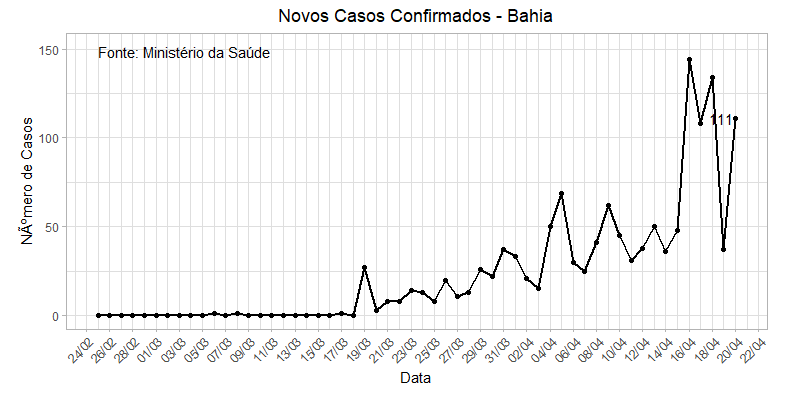 Novos Casos Confirmados - Bahia
Fonte: Ministério da Saúde
NÃºmero de Casos
150
100
50
0
111
24/02 26/02 28/02 01/03 03/03 05/03 07/03 09/03 11/03 13/03 15/03 17/03 19/03 21/03 23/03 25/03 27/03 29/03 31/03 02/04 04/04 06/04 08/04 10/04 12/04 14/04 16/04 18/04 20/04 22/04
Data